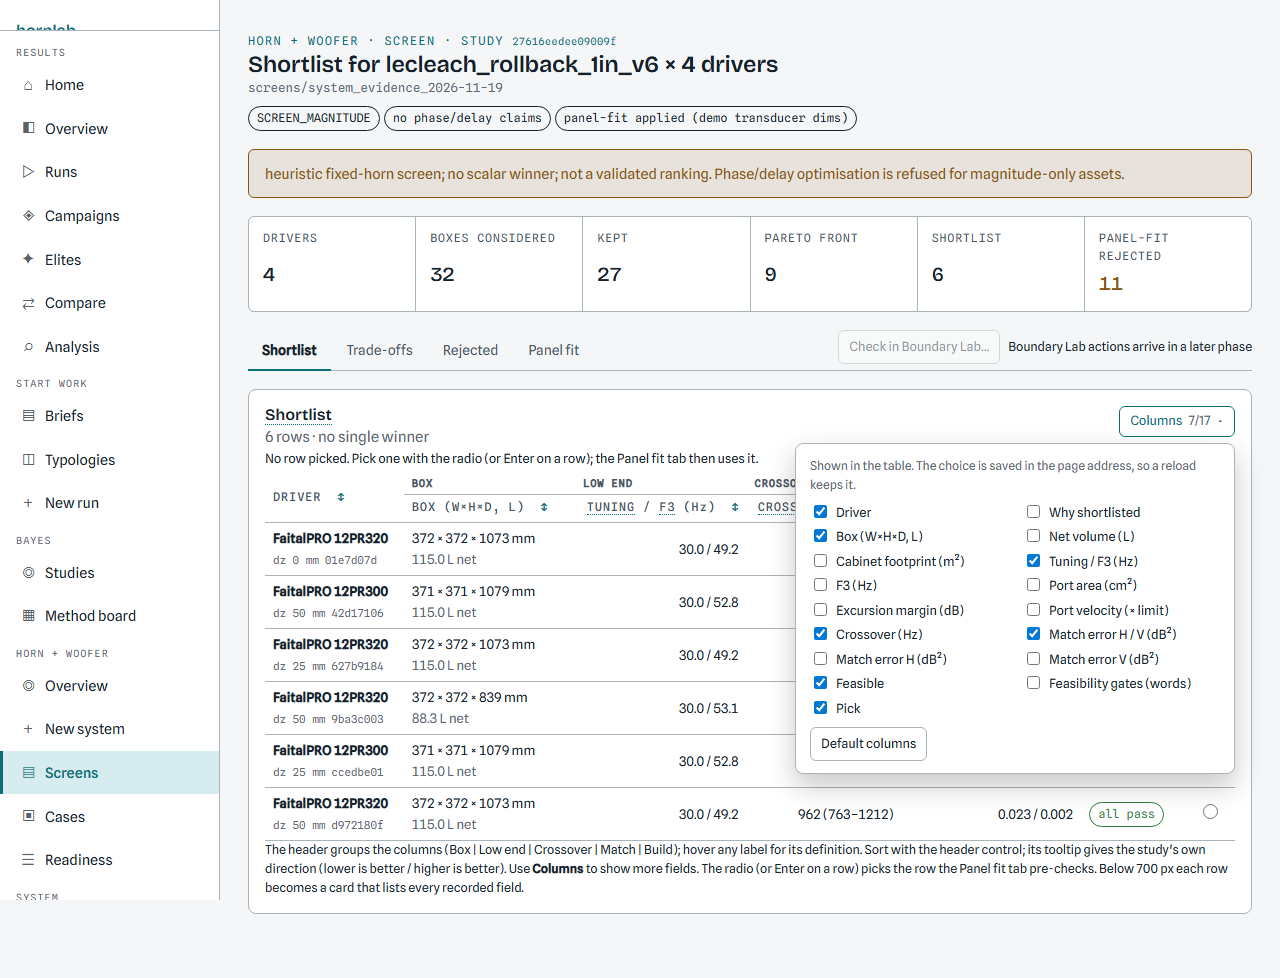 RESULTS
Home
Overview
Runs
Campaigns
Elites
Compare
Analysis
START WORK
Briefs
Typologies
New run
BAYES
Studies
Method board
HORN + WOOFER
Overview
New system
Screens
Cases
Readiness
SYSTEM
HORN + WOOFER · SCREEN · STUDY 27616eedee09009f
Shortlist for lecleach_rollback_1in_v6 × 4 drivers
screens/system_evidence_2026-11-19
SCREEN_MAGNITUDE no phase/delay claims panel-fit applied (demo transducer dims)
heuristic fixed-horn screen; no scalar winner; not a validated ranking. Phase/delay optimisation is refused for magnitude-only assets.
DRIVERS
4
BOXES CONSIDERED
32
KEPT
27
PARETO FRONT
9
SHORTLIST
6
PANEL-FIT
REJECTED
11
Shortlist Trade-offs Rejected Panel fit
Check in Boundary Lab... Boundary Lab actions arrive in a later phase
Shortlist
6 rows · no single winner
No row picked. Pick one with the radio (or Enter on a row); the Panel fit tab then uses it.
Columns 7/17
Shown in the table. The choice is saved in the page address, so a reload
keeps it.
Driver
Box (W×H×D, L)
Cabinet footprint (m²)
F3 (Hz)
Excursion margin (dB)
Crossover (Hz)
Match error H (dB²)
Feasible
Pick
Why shortlisted
Net volume (L)
Tuning / F3 (Hz)
Port area (cm²)
Port velocity (× limit)
Match error H / V (dB²)
Match error V (dB²)
Feasibility gates (words)
Default columns
BOX LOW END CROSSO
DRIVER BOX (W×H×D, L) TUNING / F3 (Hz) CROSS
FaitalPRO 12PR320 372 × 372 × 1073 mm 30.0 / 49.2
dz 0 mm 01e7d07d 115.0 L net
FaitalPRO 12PR300 371 × 371 × 1079 mm 30.0 / 52.8
dz 50 mm 42d17106 115.0 L net
FaitalPRO 12PR320 372 × 372 × 1073 mm 30.0 / 49.2
dz 25 mm 627b9184 115.0 L net
FaitalPRO 12PR320 372 × 372 × 839 mm 30.0 / 53.1
dz 50 mm 9ba3c003 88.3 L net
FaitalPRO 12PR300 371 × 371 × 1079 mm 30.0 / 52.8
dz 25 mm ccedbe01 115.0 L net
FaitalPRO 12PR320 372 × 372 × 1073 mm 30.0 / 49.2 962 (763–1212) 0.023 / 0.002 all pass
dz 50 mm d972180f 115.0 L net
The header groups the columns (Box | Low end | Crossover | Match | Build); hover any label for its definition. Sort with the header control; its tooltip gives the study's own
direction (lower is better / higher is better). Use Columns to show more fields. The radio (or Enter on a row) picks the row the Panel fit tab pre-checks. Below 700 px each row
becomes a card that lists every recorded field.